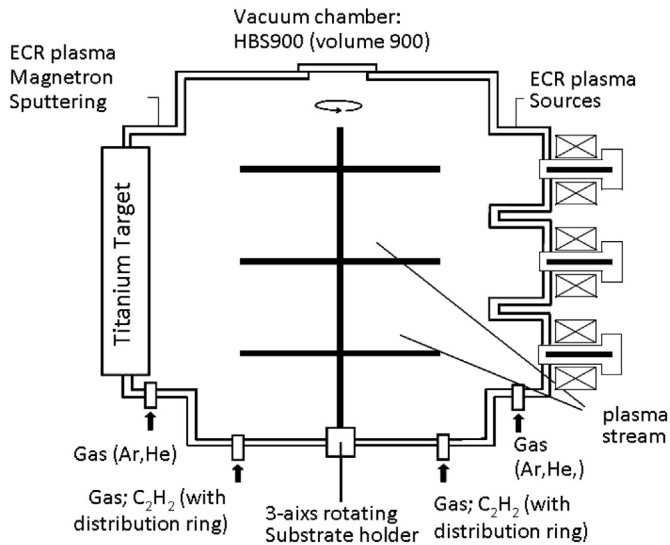 Vacuum chamber:
HBS900 (volume 900)
ECR plasma
Magnetron
Sputtering
ECR plasma
Sources
Titanium Target
plasma
stream
Gas (Ar,He)
Gas
(Ar,He,)
Gas; C₂H₂ (with
distribution ring)
3-aixs rotating
Substrate holder
Gas; C₂H₂ (with
distribution ring)